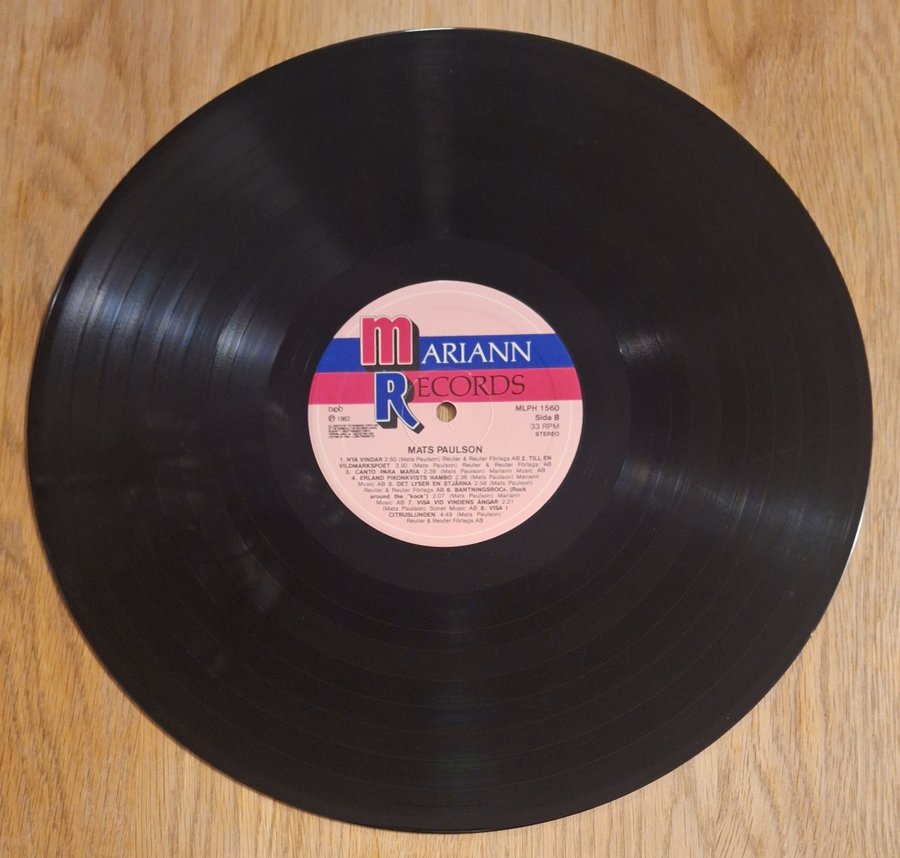 MARIANN
RECORDS
ncb
℗ 1983
MLPH 1560
Sida B
33 RPM
STEREO
MATS PAULSON
1. NYA VINDAR 2.50 (Mats Paulson) Reuter & Reuter Förlags AB 2. TILL EN
VILDMARKSPOET 3.30 (Mats Paulson) Reuter & Reuter Förlags AB
3. CANTO PARA MARIA 2.39 (Mats Paulson) Mariann Music AB
4. ERLAND FIKONKVISTS HAMBO 2.36 (Mats Paulson) Mariann
Music AB 5. DET LYSER EN STJÄRNA 2.56 (Mats Paulson)
Reuter & Reuter Förlags AB 6. BANTNINGSROCK (Rock
around the "kock") 2.07 (Mats Paulson) Mariann
Music AB 7. VISA VID VINDENS ÄNGAR 2.21
(Mats Paulson) Sonet Music AB 8. VISA I
CITRUSLUNDEN 4.49 (Mats Paulson)
Reuter & Reuter Förlags AB